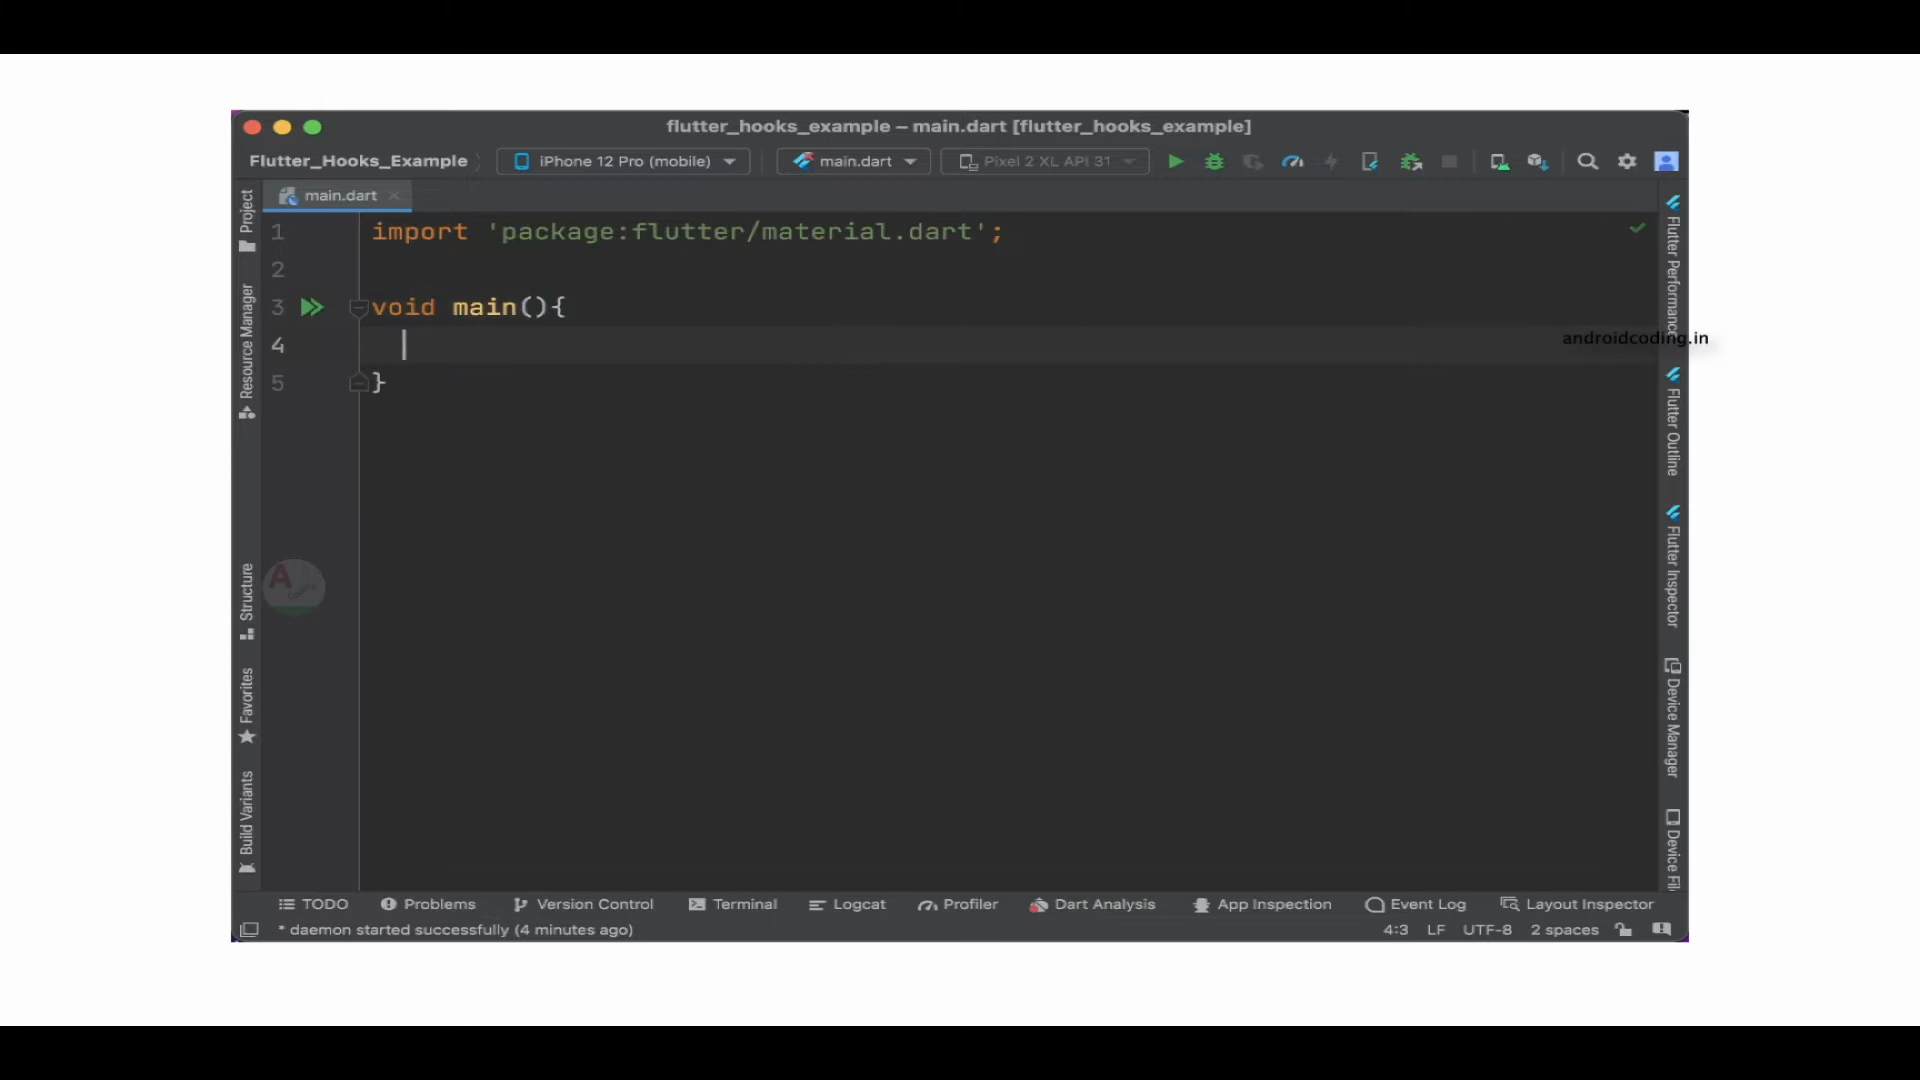 flutter_hooks_example – main.dart [flutter_hooks_example]
Flutter_Hooks_Example
iPhone 12 Pro (mobile)
main.dart
Pixel 2 XL API 31
main.dart
1 import 'package:flutter/material.dart';
2
3 void main(){
4
5 }
Project
Resource Manager
Structure
Favorites
Build Variants
Flutter Performance
androidcoding.in
Flutter Outline
Flutter Inspector
Device Manager
Device Fil
A
TODO Problems Version Control Terminal Logcat Profiler Dart Analysis App Inspection Event Log Layout Inspector
* daemon started successfully (4 minutes ago) 4:3 LF UTF-8 2 spaces